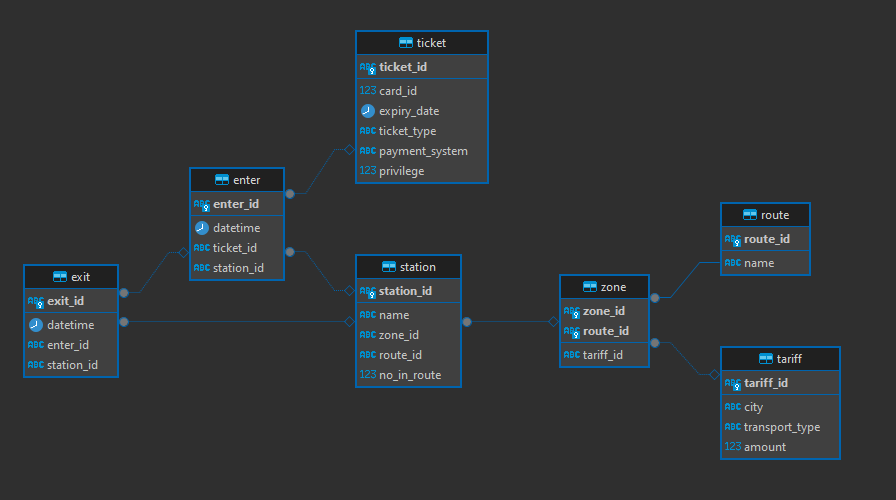 ticket
ABC ticket_id
123 card_id
expiry_date
ABC ticket_type
ABC payment_system
123 privilege
enter
ABC enter_id
datetime
ABC ticket_id
ABC station_id
exit
ABC exit_id
datetime
ABC enter_id
ABC station_id
station
ABC station_id
ABC name
ABC zone_id
ABC route_id
123 no_in_route
zone
ABC zone_id
ABC route_id
ABC tariff_id
route
ABC route_id
ABC name
tariff
ABC tariff_id
ABC city
ABC transport_type
123 amount